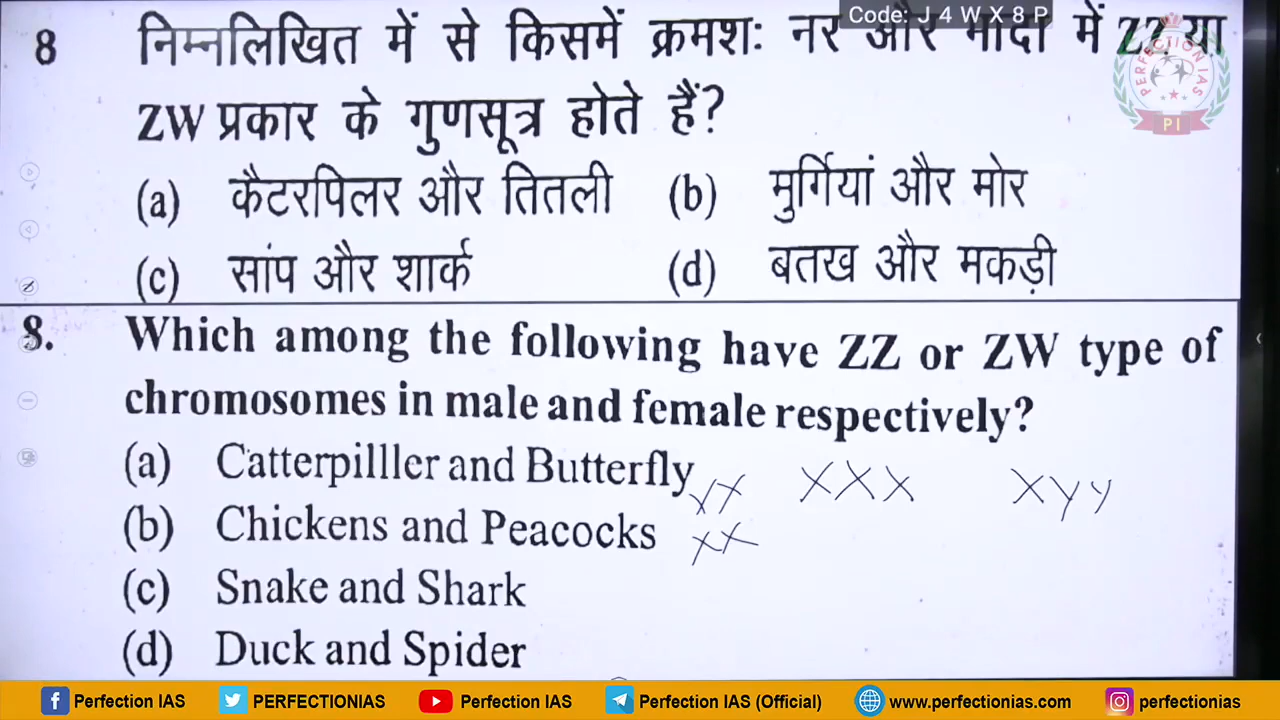 Code: J 4 W X 8 P
8 निम्नलिखित में से किसमें क्रमशः नर और मादा में ZZ या
ZW प्रकार के गुणसूत्र होते हैं?
(a) कैटरपिलर और तितली (b) मुर्गियां और मोर
(c) सांप और शार्क (d) बतख और मकड़ी
PERFECTION IAS
PI
8. Which among the following have ZZ or ZW type of
chromosomes in male and female respectively?
(a) Catterpilller and Butterfly
(b) Chickens and Peacocks
(c) Snake and Shark
(d) Duck and Spider
XXX XYY
XX
Perfection IAS PERFECTIONIAS Perfection IAS Perfection IAS (Official) www.perfectionias.com perfectionias